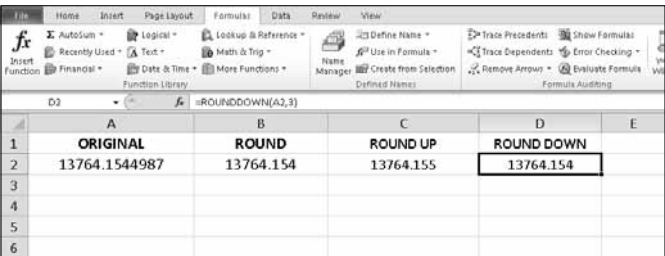 File Home Insert Page Layout Formulas Data Review View
Σ AutoSum Logical Lookup & Reference Define Name Trace Precedents Show Formulas
fx Recently Used Text Math & Trig Use in Formula Trace Dependents Error Checking
Insert Function Financial Date & Time More Functions Name Manager Create from Selection Remove Arrows Evaluate Formula
Function Library Defined Names Formula Auditing
D2 fx =ROUNDDOWN(A2,3)
A B C D E
1 ORIGINAL ROUND ROUND UP ROUND DOWN
2 13764.1544987 13764.154 13764.155 13764.154
3
4
5
6